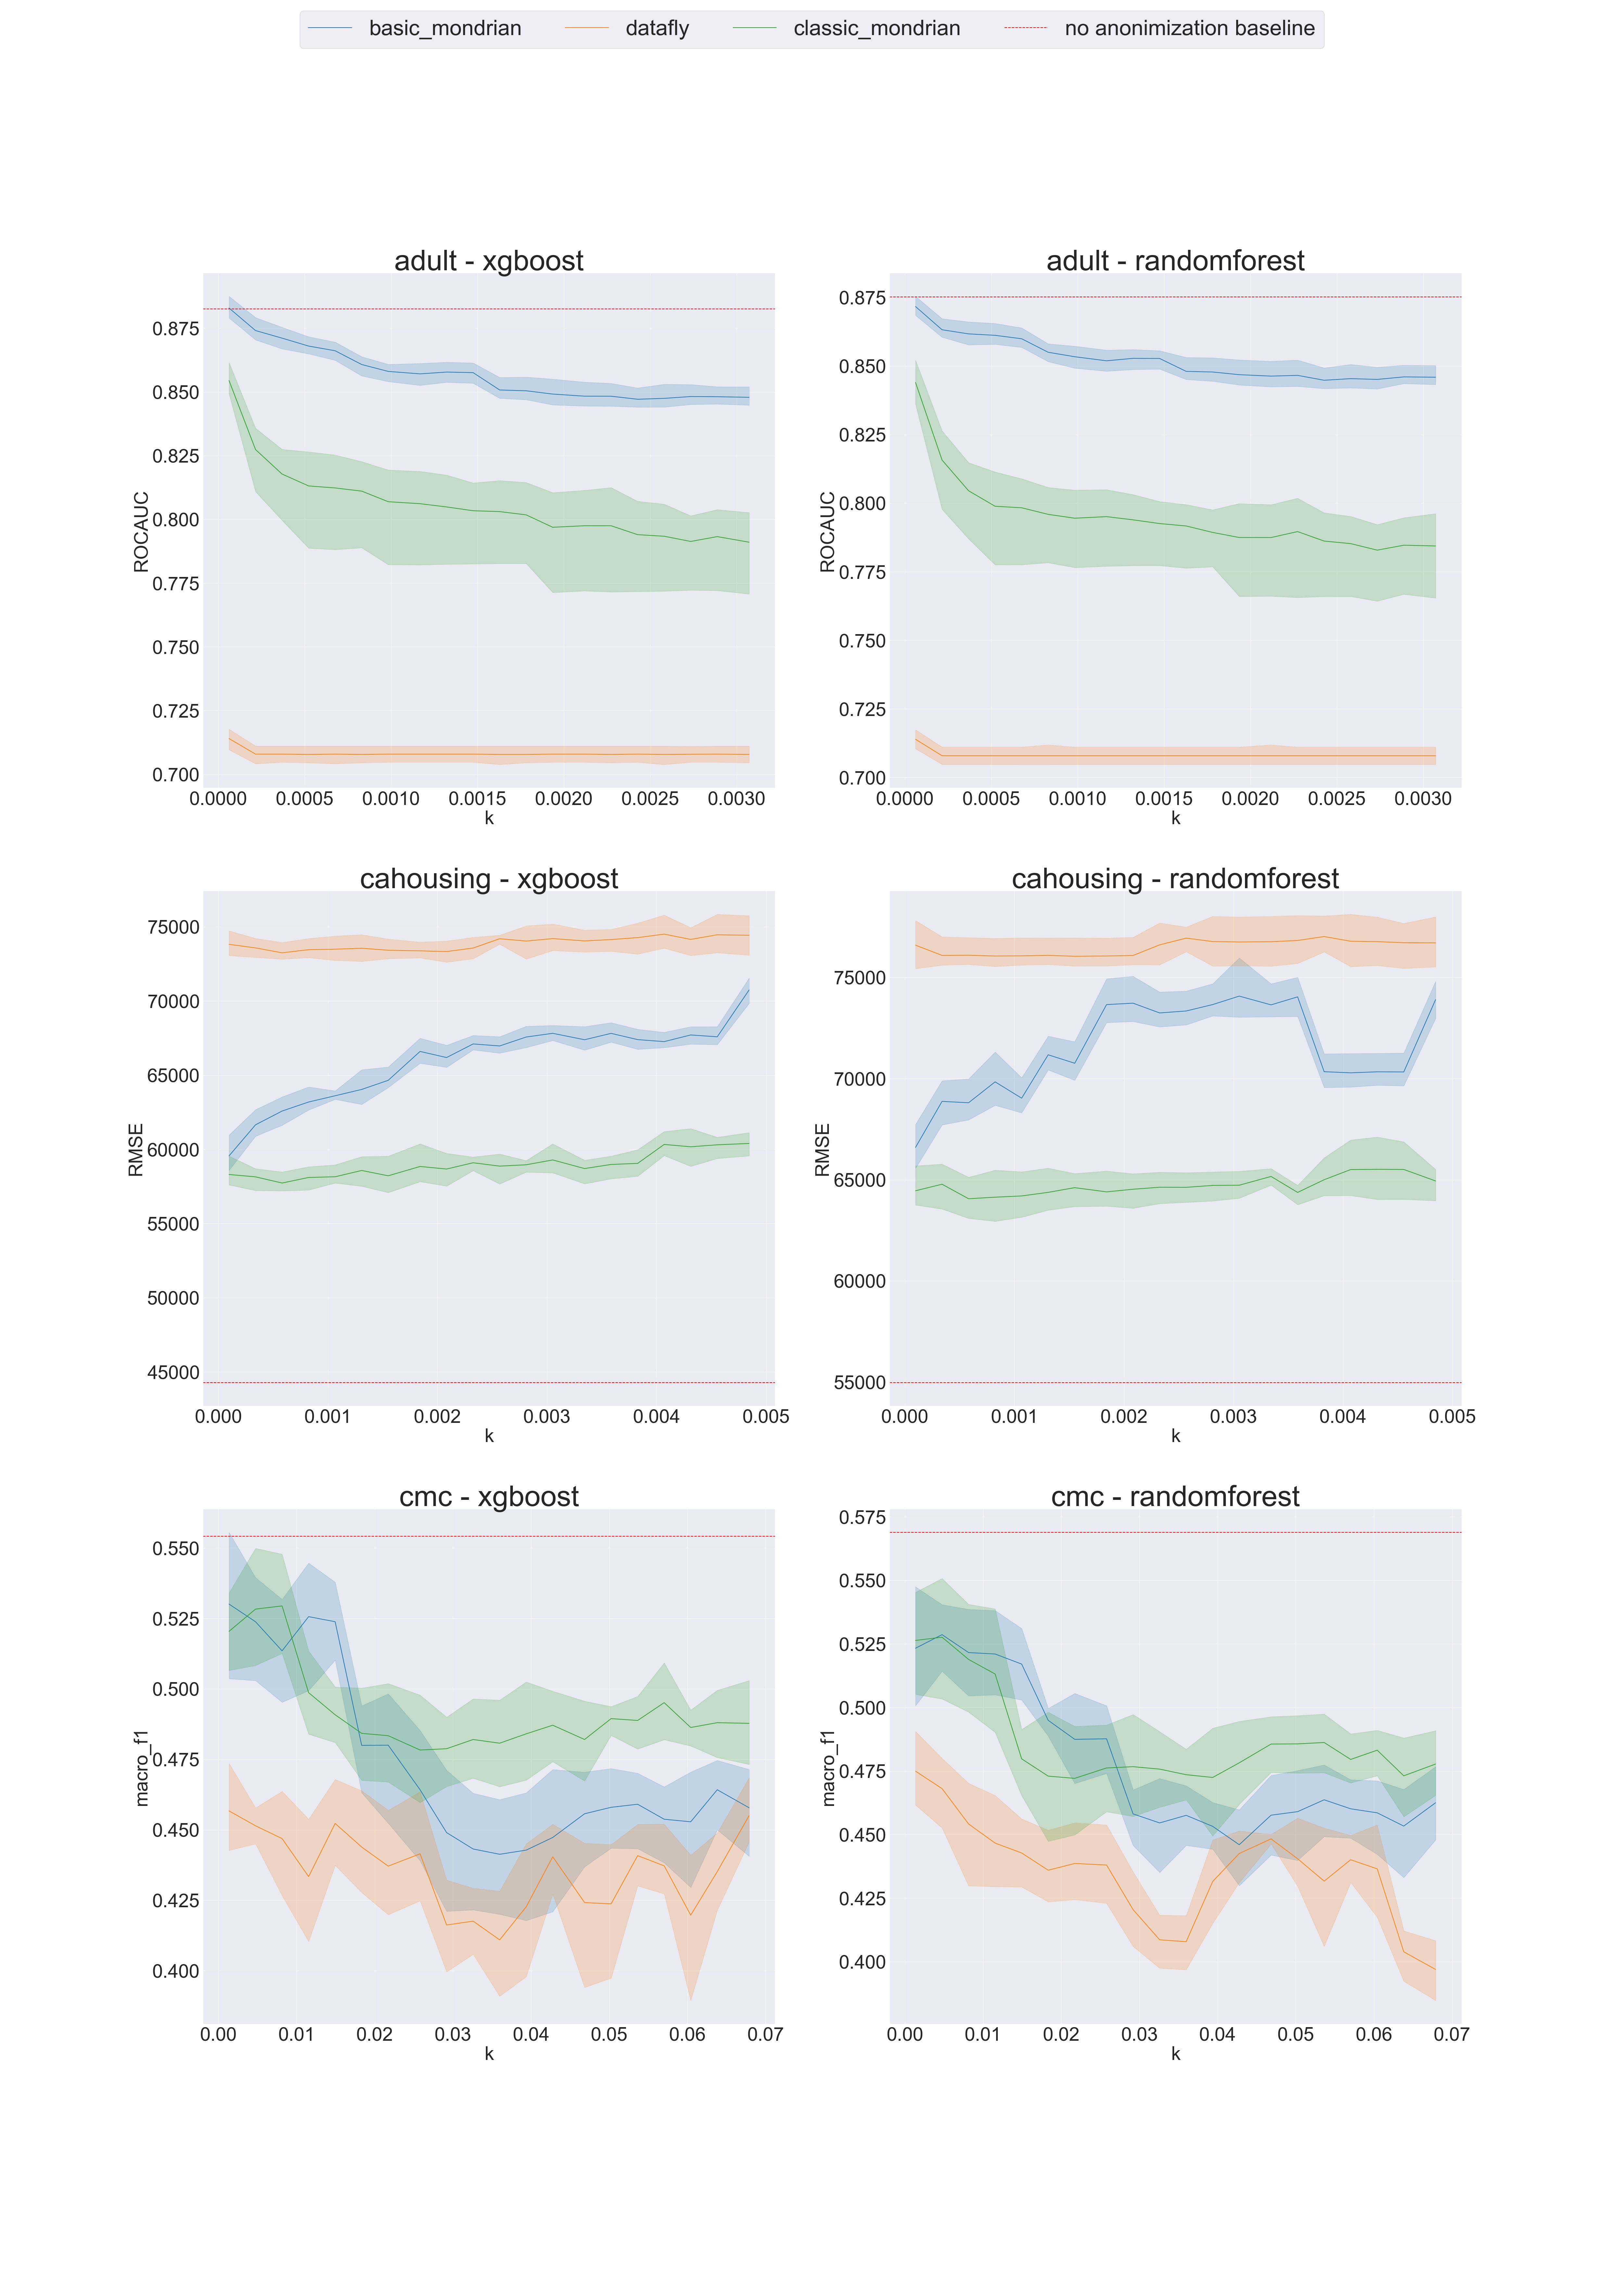 basic_mondrian datafly classic_mondrian no anonimization baseline
adult - xgboost
ROCAUC
0.875
0.850
0.825
0.800
0.775
0.750
0.725
0.700
0.0000 0.0005 0.0010 0.0015 0.0020 0.0025 0.0030
k
adult - randomforest
ROCAUC
0.875
0.850
0.825
0.800
0.775
0.750
0.725
0.700
0.0000 0.0005 0.0010 0.0015 0.0020 0.0025 0.0030
k
cahousing - xgboost
RMSE
75000
70000
65000
60000
55000
50000
45000
0.000 0.001 0.002 0.003 0.004 0.005
k
cahousing - randomforest
RMSE
75000
70000
65000
60000
55000
0.000 0.001 0.002 0.003 0.004 0.005
k
cmc - xgboost
macro_f1
0.550
0.525
0.500
0.475
0.450
0.425
0.400
0.00 0.01 0.02 0.03 0.04 0.05 0.06 0.07
k
cmc - randomforest
macro_f1
0.575
0.550
0.525
0.500
0.475
0.450
0.425
0.400
0.00 0.01 0.02 0.03 0.04 0.05 0.06 0.07
k